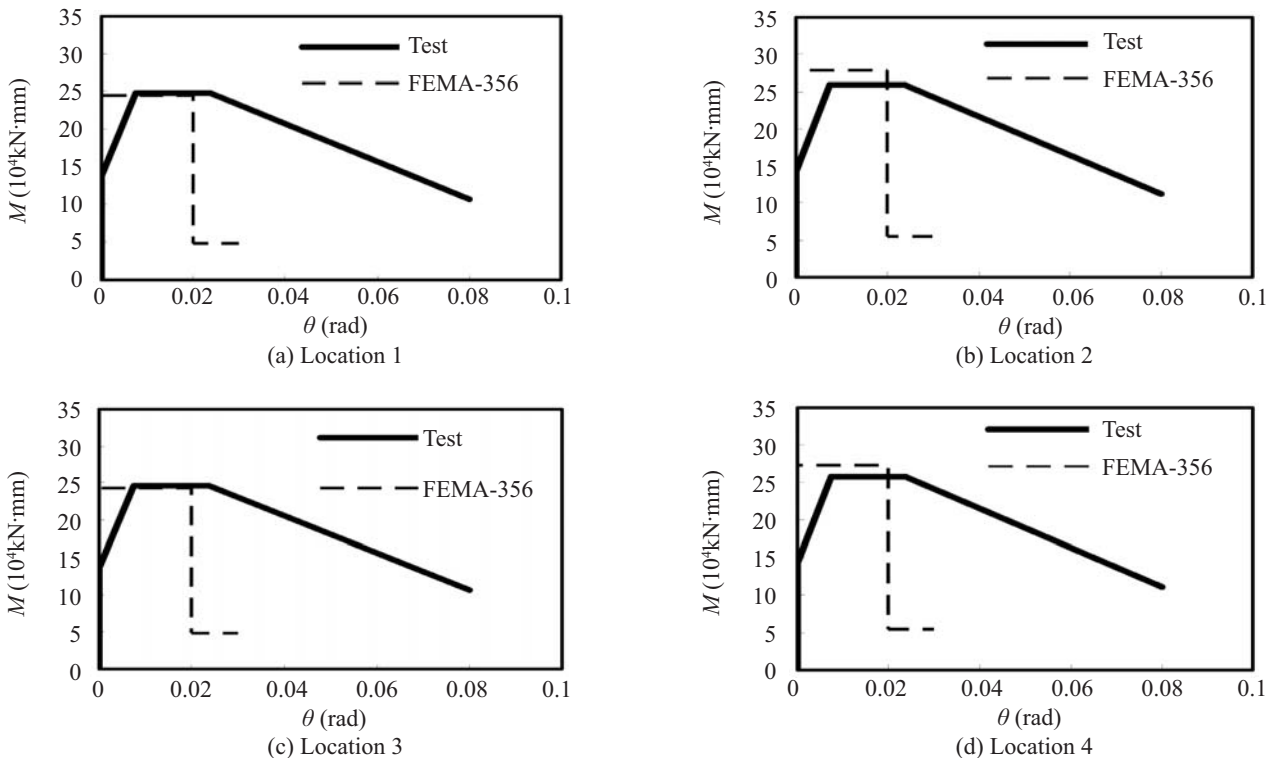 35
30
25
20
15
10
5
0
M (10⁴kN·mm)
Test
FEMA-356
0 0.02 0.04 0.06 0.08 0.1
θ (rad)
(a) Location 1
35
30
25
20
15
10
5
0
M (10⁴kN·mm)
Test
FEMA-356
0 0.02 0.04 0.06 0.08 0.1
θ (rad)
(b) Location 2
35
30
25
20
15
10
5
0
M (10⁴kN·mm)
Test
FEMA-356
0 0.02 0.04 0.06 0.08 0.1
θ (rad)
(c) Location 3
35
30
25
20
15
10
5
0
M (10⁴kN·mm)
Test
FEMA-356
0 0.02 0.04 0.06 0.08 0.1
θ (rad)
(d) Location 4